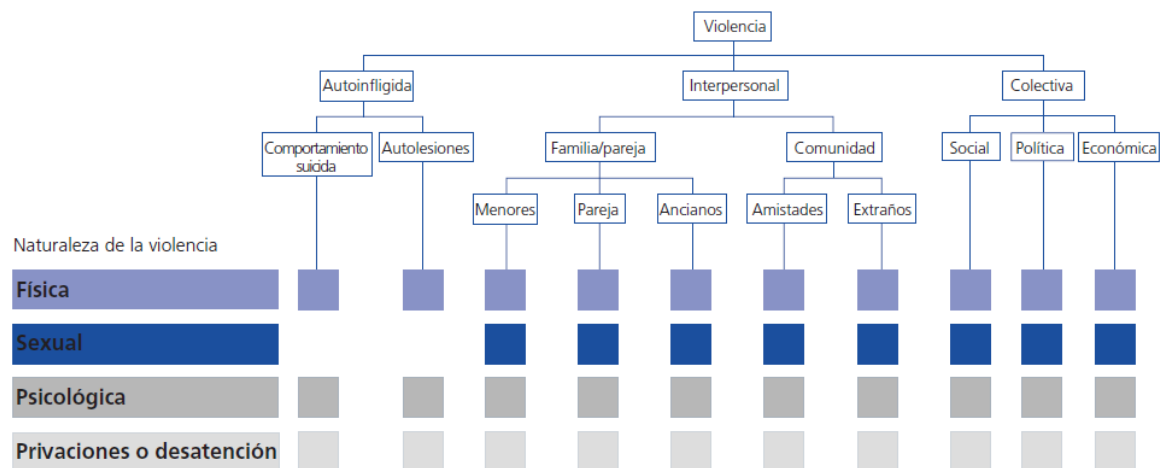 Violencia
Autoinfligida
Interpersonal
Colectiva
Comportamiento
suicida
Autolesiones
Familia/pareja
Comunidad
Social
Política
Económica
Menores
Pareja
Ancianos
Amistades
Extraños
Naturaleza de la violencia
Física
Sexual
Psicológica
Privaciones o desatención